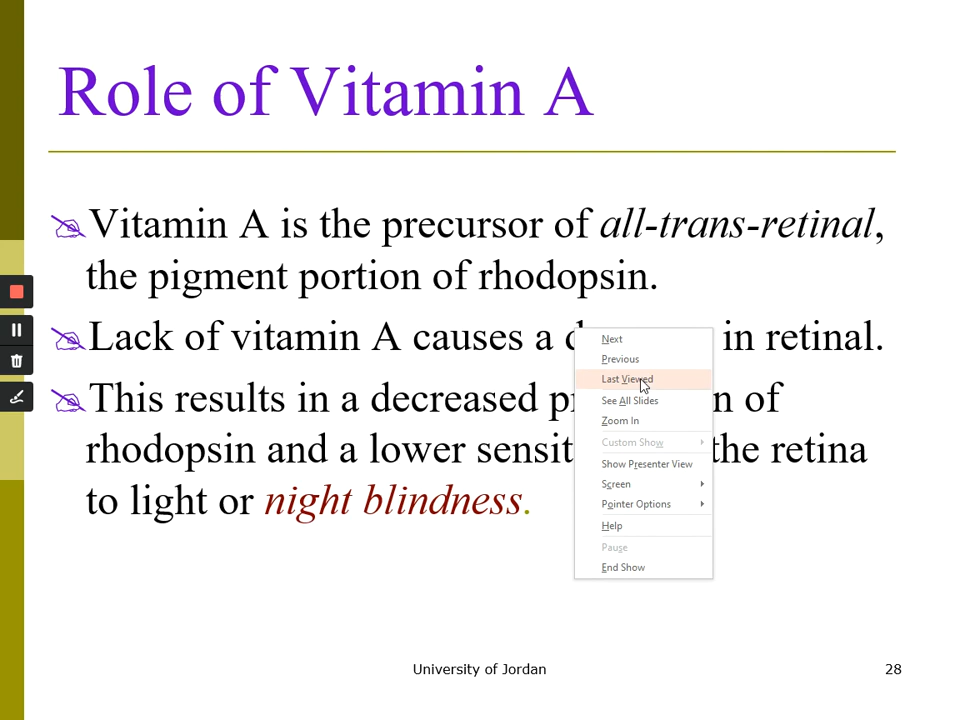 Role of Vitamin A
Vitamin A is the precursor of all-trans-retinal,
the pigment portion of rhodopsin.
Lack of vitamin A causes a in retinal.
This results in a decreased of
rhodopsin and a lower the retina
to light or night blindness.
Next
Previous
Last Viewed
See All Slides
Zoom In
Custom Show
Show Presenter View
Screen
Pointer Options
Help
Pause
End Show
University of Jordan
28